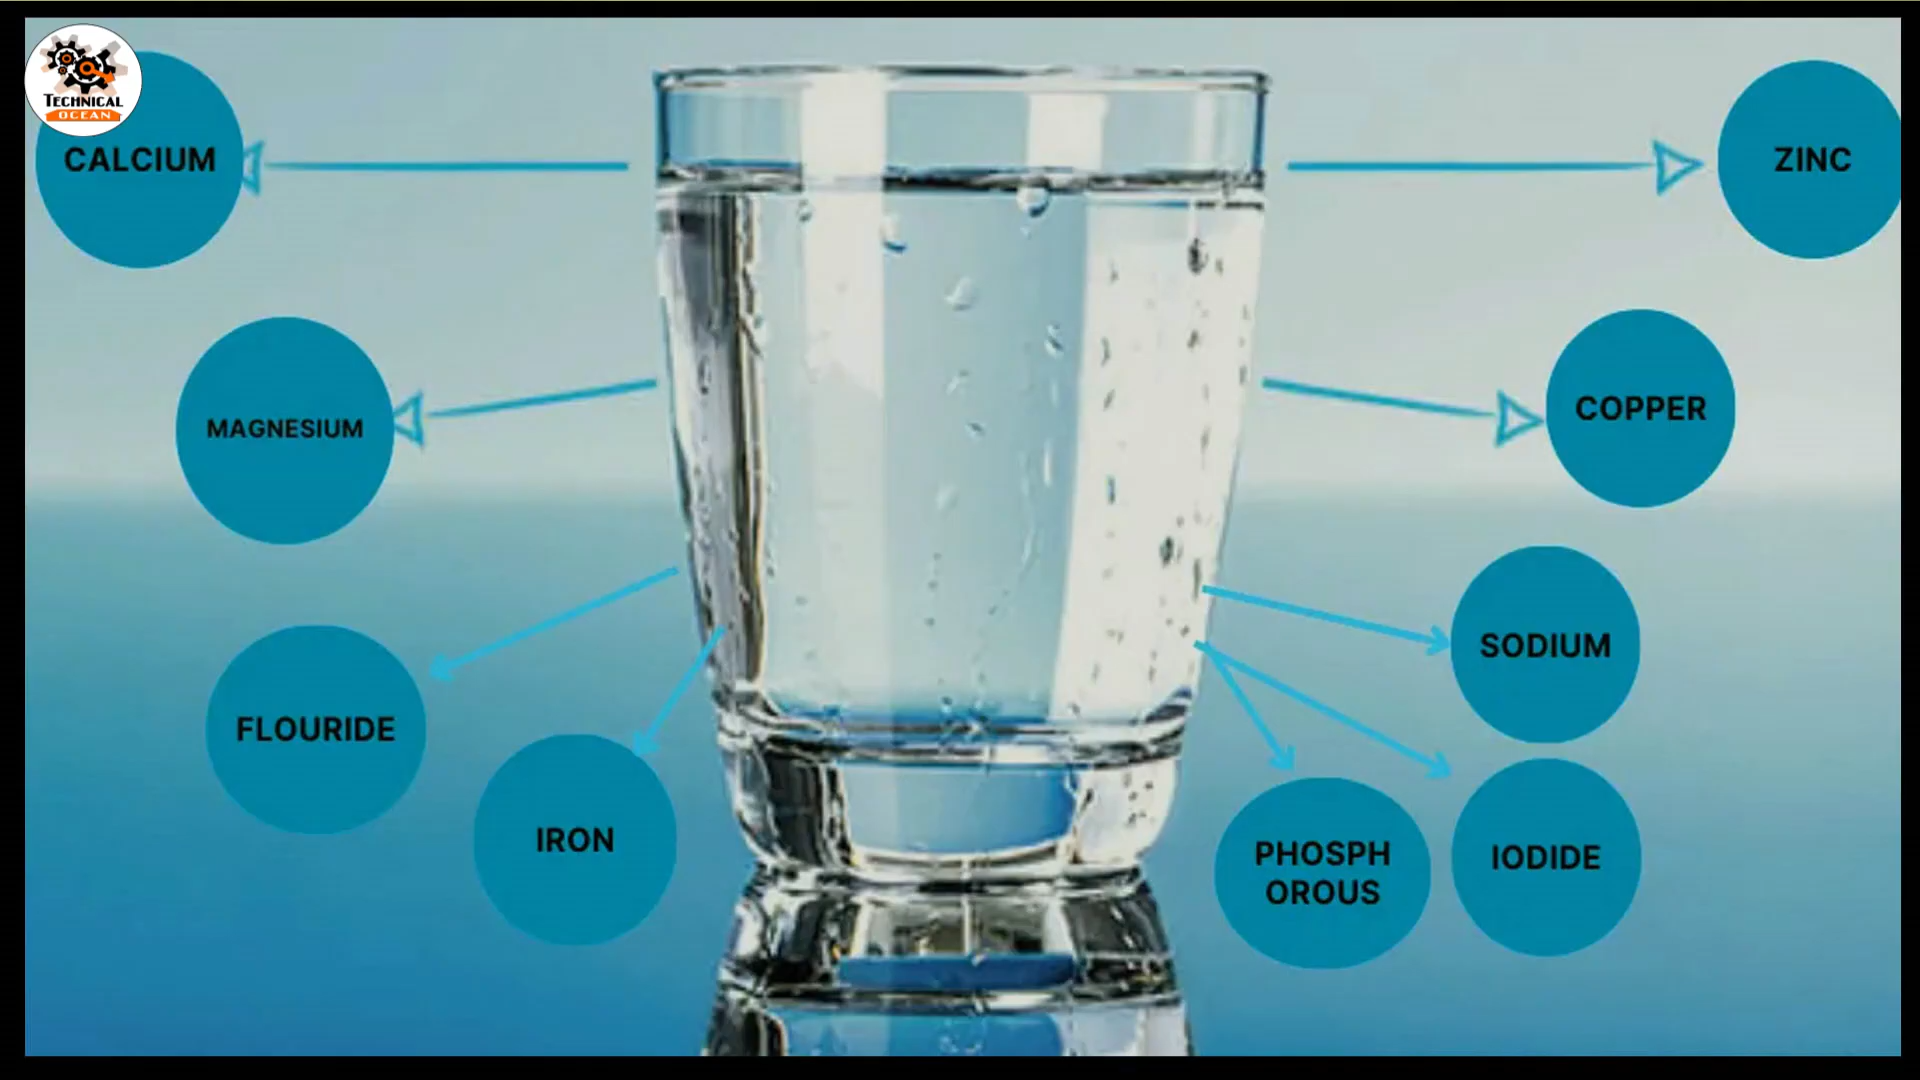 TECHNICAL
OCEAN
CALCIUM
ZINC
MAGNESIUM
COPPER
FLOURIDE
SODIUM
IRON
PHOSPH
OROUS
IODIDE